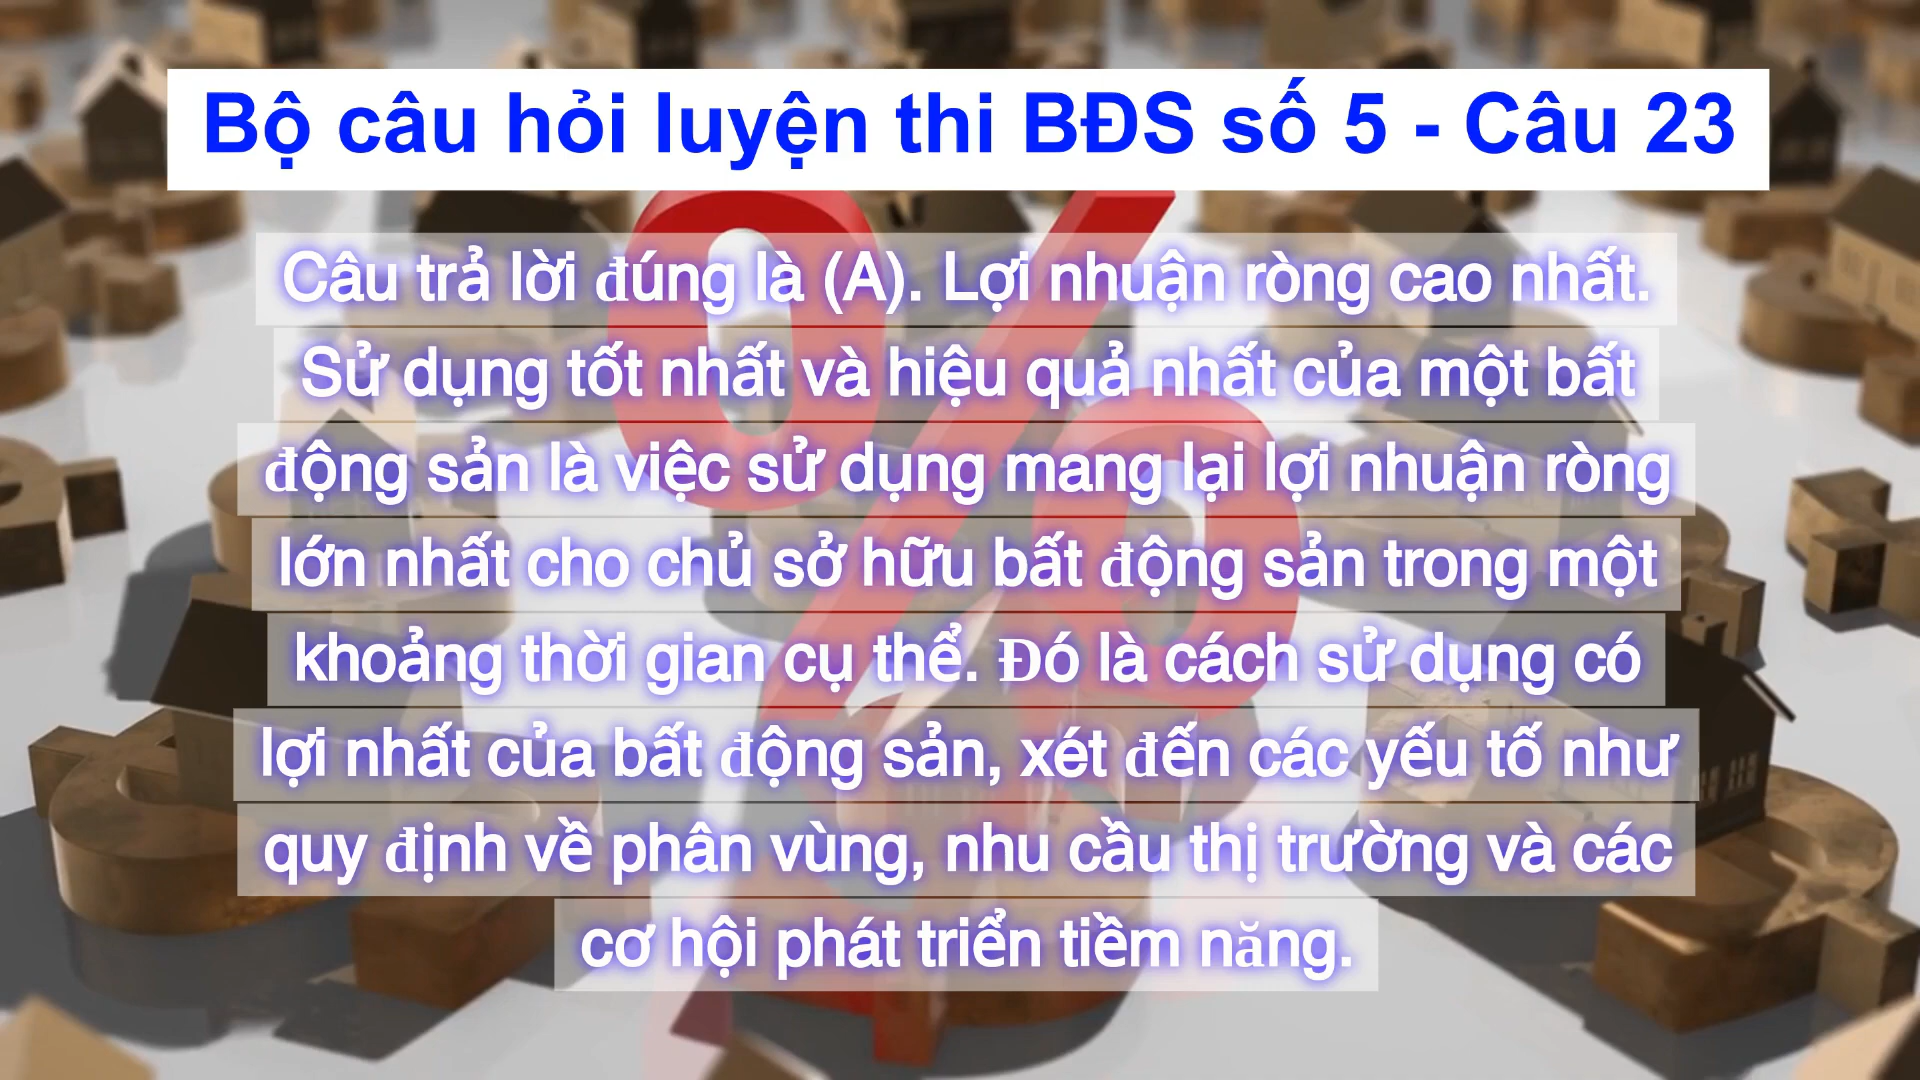 Bộ câu hỏi luyện thi BĐS số 5 - Câu 23
Câu trả lời đúng là (A). Lợi nhuận ròng cao nhất.
Sử dụng tốt nhất và hiệu quả nhất của một bất
động sản là việc sử dụng mang lại lợi nhuận ròng
lớn nhất cho chủ sở hữu bất động sản trong một
khoảng thời gian cụ thể. Đó là cách sử dụng có
lợi nhất của bất động sản, xét đến các yếu tố như
quy định về phân vùng, nhu cầu thị trường và các
cơ hội phát triển tiềm năng.